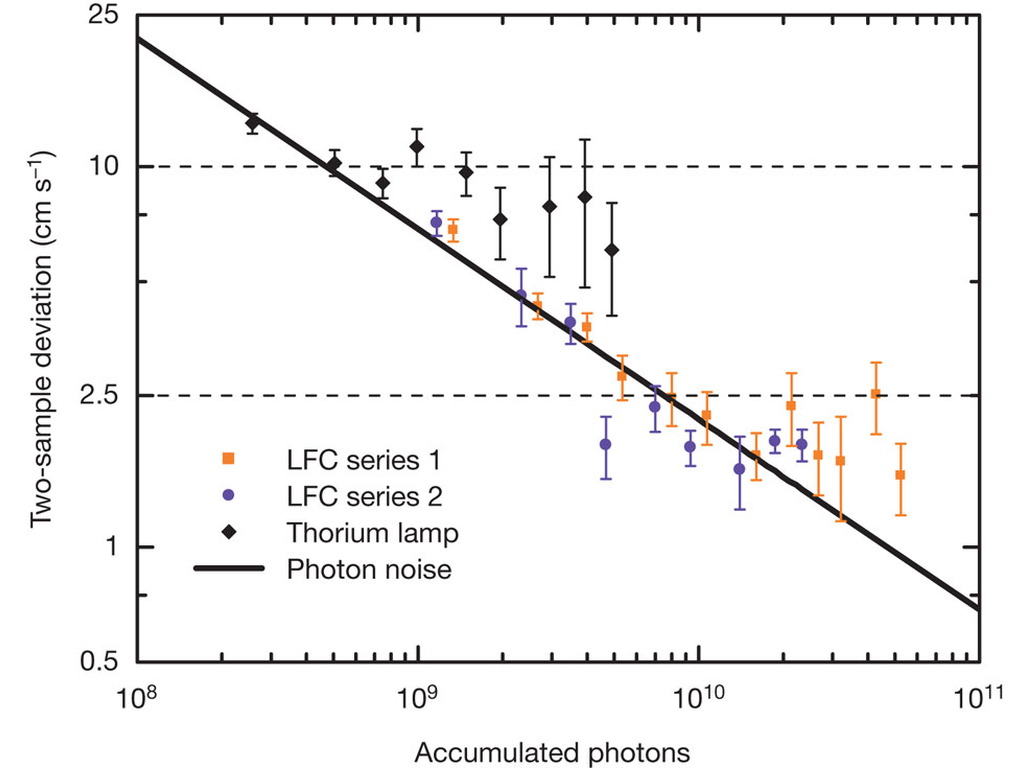 25
10
2.5
1
0.5
Two-sample deviation (cm s⁻¹)
LFC series 1
LFC series 2
Thorium lamp
Photon noise
10⁸
10⁹
10¹⁰
10¹¹
Accumulated photons